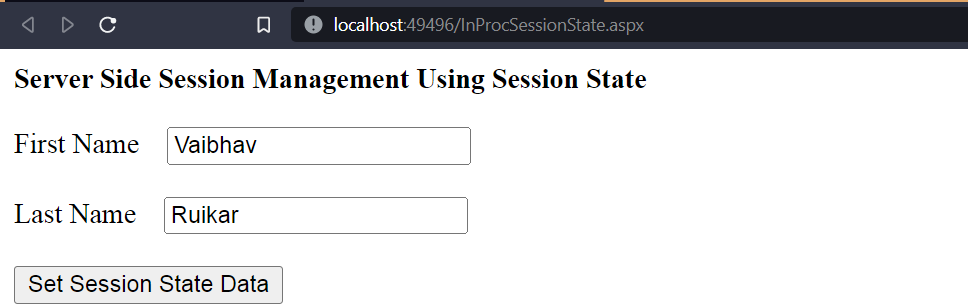 localhost:49496/InProcSessionState.aspx
Server Side Session Management Using Session State
First Name Vaibhav
Last Name Ruikar
Set Session State Data